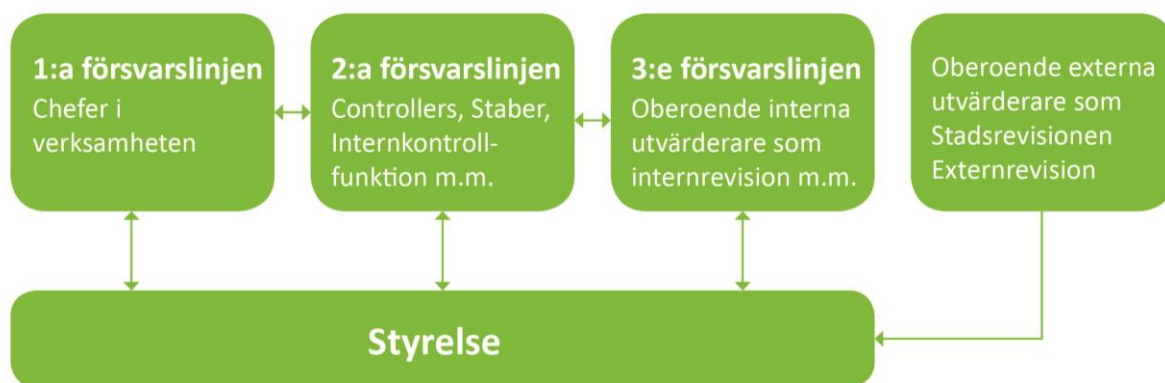 1:a försvarslinjen
Chefer i
verksamheten
2:a försvarslinjen
Controllers, Staber,
Internkontroll-
funktion m.m.
3:e försvarslinjen
Oberoende interna
utvärderare som
internrevision m.m.
Oberoende externa
utvärderare som
Stadsrevisionen
Externrevision
Styrelse